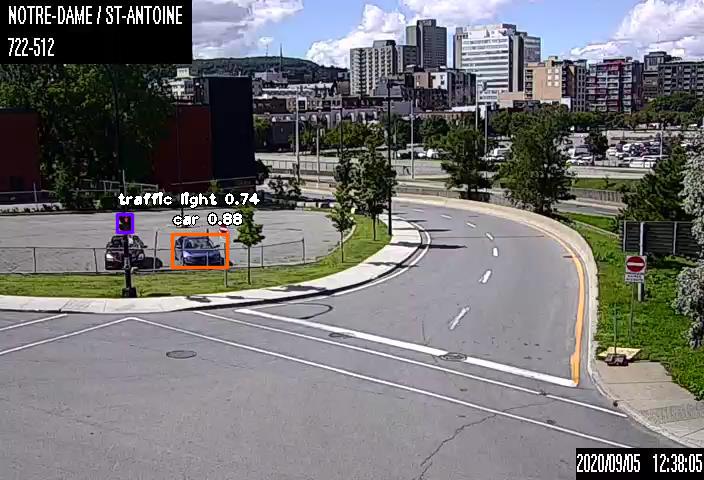 NOTRE-DAME / ST-ANTOINE
722-512
traffic light 0.74
car 0.88
2020/09/05 12:38:05